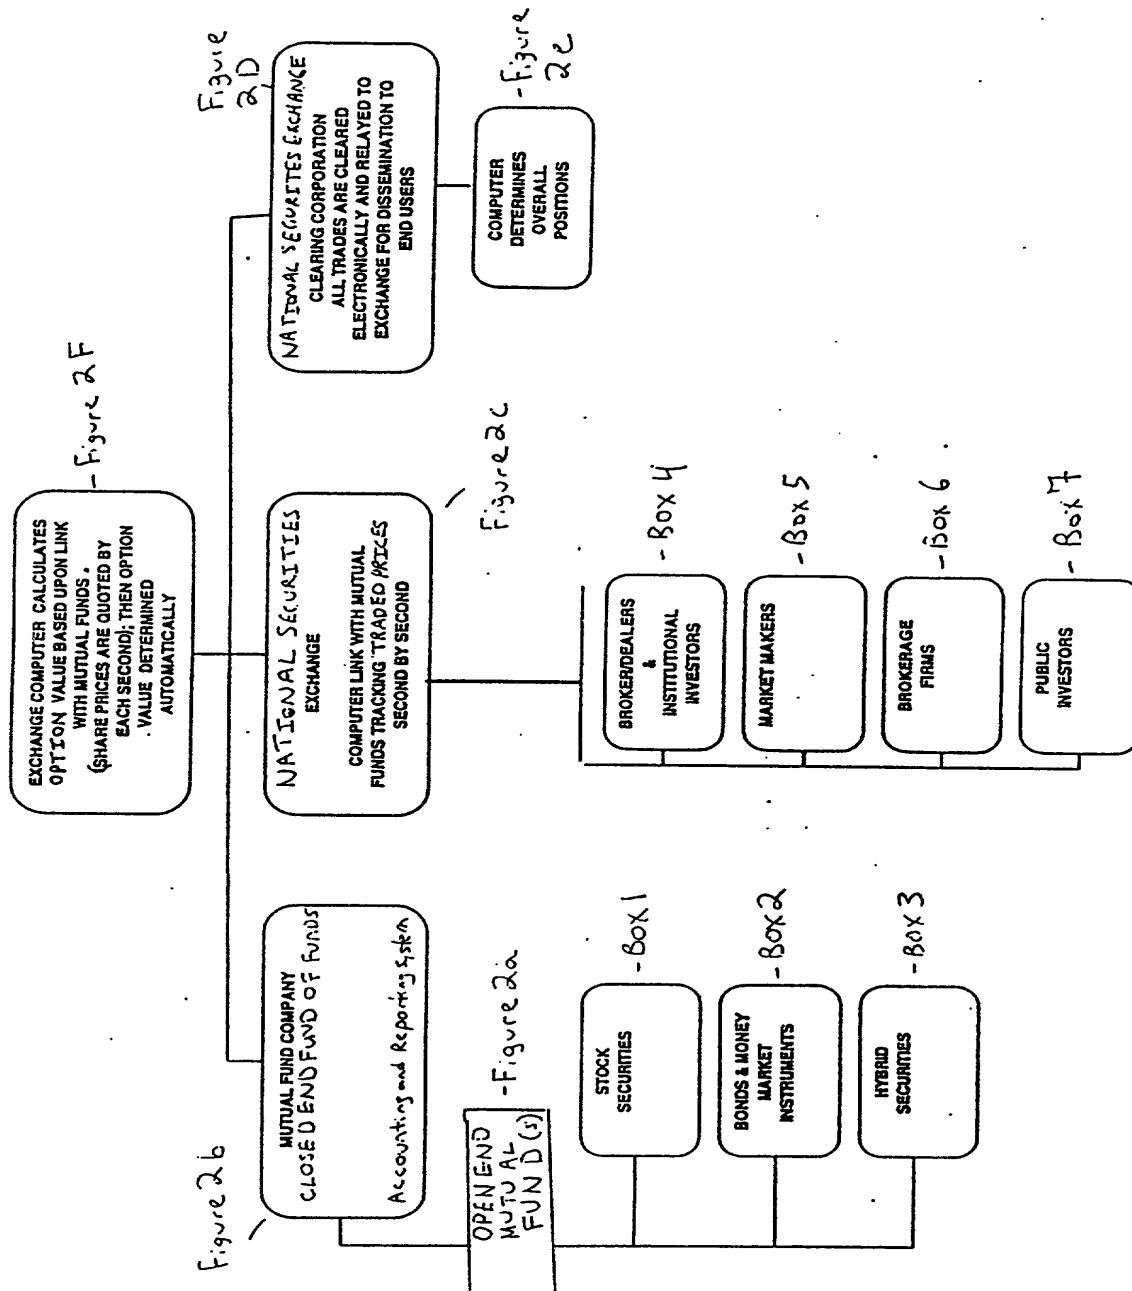 EXCHANGE COMPUTER CALCULATES
OPTION VALUE BASED UPON LINK
WITH MUTUAL FUNDS.
(SHARE PRICES ARE QUOTED BY
EACH SECOND); THEN OPTION
VALUE DETERMINED
AUTOMATICALLY
- Figure 2F
Figure 2b
MUTUAL FUND COMPANY
CLOSED END FUND OF FUNDS
Accounting and Reporting System
OPEN END
MUTUAL
FUND(s)
- Figure 2a
STOCK
SECURITIES
- Box 1
BONDS & MONEY
MARKET
INSTRUMENTS
- Box 2
HYBRID
SECURITIES
- Box 3
NATIONAL SECURITIES
EXCHANGE
COMPUTER LINK WITH MUTUAL
FUNDS TRACKING TRADED PRICES
SECOND BY SECOND
Figure 2c
BROKER/DEALERS
&
INSTITUTIONAL
INVESTORS
- Box 4
MARKET MAKERS
- Box 5
BROKERAGE
FIRMS
- Box 6
PUBLIC
INVESTORS
- Box 7
Figure
2D
NATIONAL SECURITES EXCHANGE
CLEARING CORPORATION
ALL TRADES ARE CLEARED
ELECTRONICALLY AND RELAYED TO
EXCHANGE FOR DISSEMINATION TO
END USERS
COMPUTER
DETERMINES
OVERALL
POSITIONS
- Figure
2e